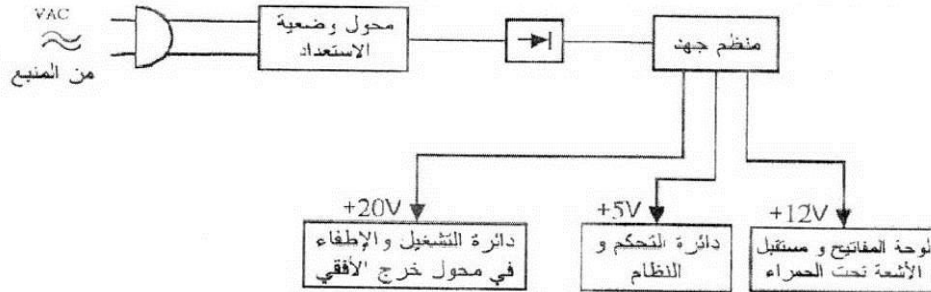 VAC
من المنبع
محول وضعية
الاستعداد
منظم جهد
+20V
+5V
+12V
دائرة التشغيل والإطفاء
في محول خرج الأفقي
دائرة التحكم و
النظام
لوحة المفاتيح و مستقبل
الأشعة تحت الحمراء